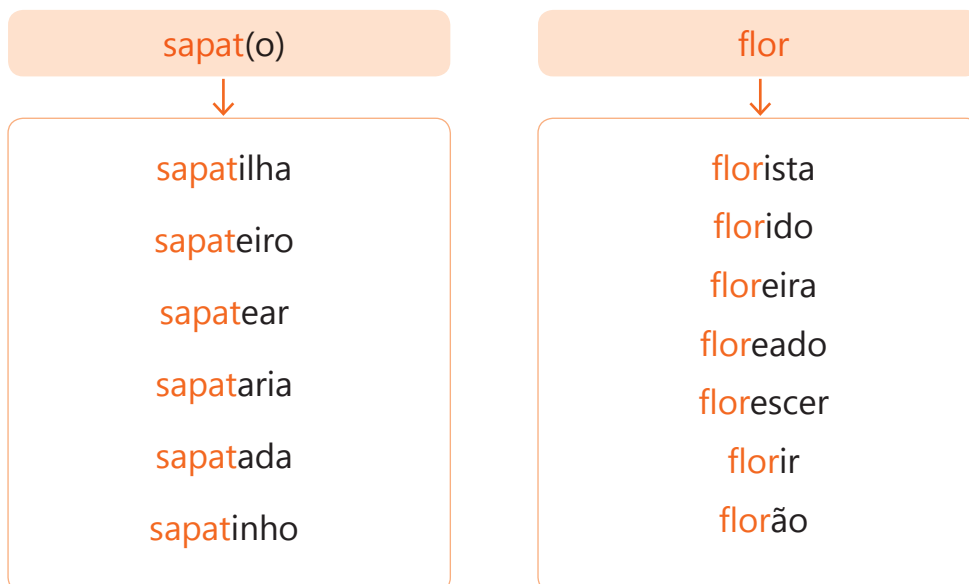 sapat(o)
sapatilha
sapateiro
sapatear
sapataria
sapatada
sapatinho
flor
florista
florido
floreira
floreado
florescer
florir
florão